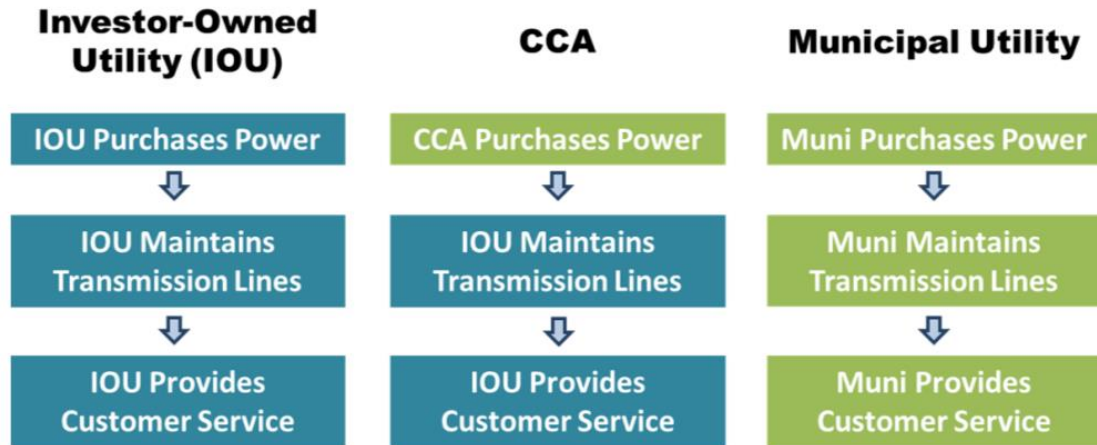 Investor-Owned
Utility (IOU)
CCA
Municipal Utility
IOU Purchases Power
CCA Purchases Power
Muni Purchases Power
IOU Maintains
Transmission Lines
IOU Maintains
Transmission Lines
Muni Maintains
Transmission Lines
IOU Provides
Customer Service
IOU Provides
Customer Service
Muni Provides
Customer Service